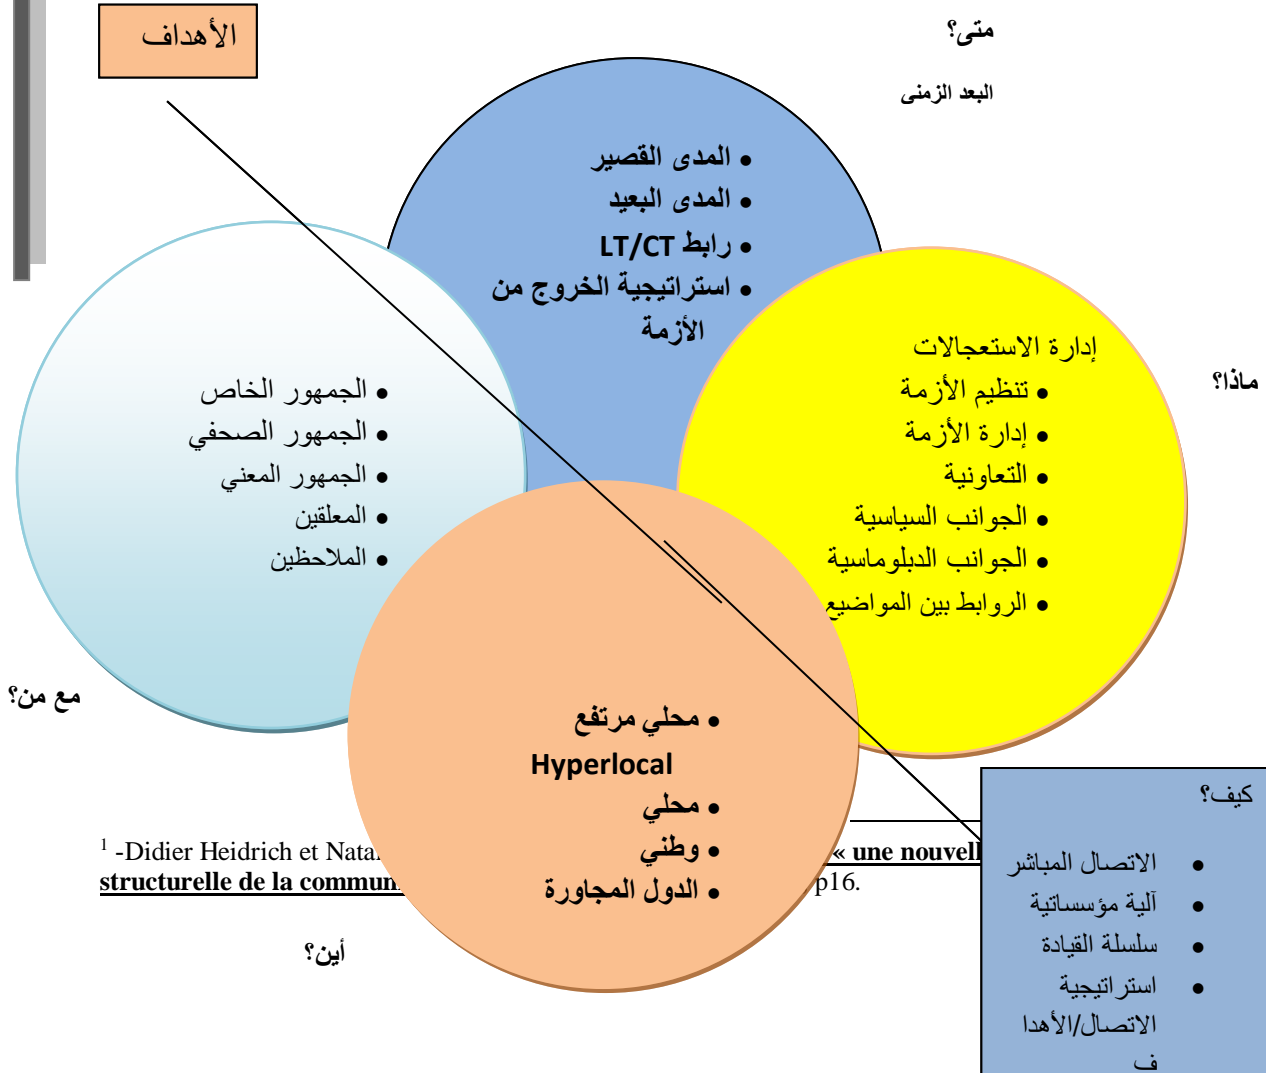 الأهداف
متى؟
البعد الزمنى
• المدى القصير
• المدى البعيد
• رابط LT/CT
• استراتيجية الخروج من
الأزمة
ماذا؟
إدارة الاستعجالات
• تنظيم الأزمة
• إدارة الأزمة
• التعاونية
• الجوانب السياسية
• الجوانب الدبلوماسية
• الروابط بين المواضيع
• الجمهور الخاص
• الجمهور الصحفي
• الجمهور المعني
• المعلقين
• الملاحظين
مع من؟
• محلي مرتفع
Hyperlocal
• محلي
• وطني
• الدول المجاورة
أين؟
كيف؟
• الاتصال المباشر
• آلية مؤسساتية
• سلسلة القيادة
• استراتيجية
الاتصال/الأهدا
ف
1 -Didier Heidrich et « une
structurelle de la p16.